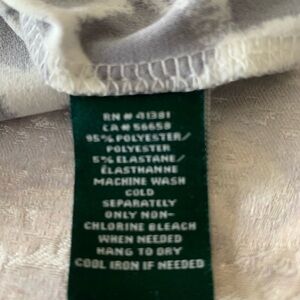 RN # 41381
CA # 56658
95% POLYESTER/
POLYESTER
5% ELASTANE/
ÉLASTHANNE
MACHINE WASH
COLD
SEPARATELY
ONLY NON-
CHLORINE BLEACH
WHEN NEEDED
HANG TO DRY
COOL IRON IF NEEDED